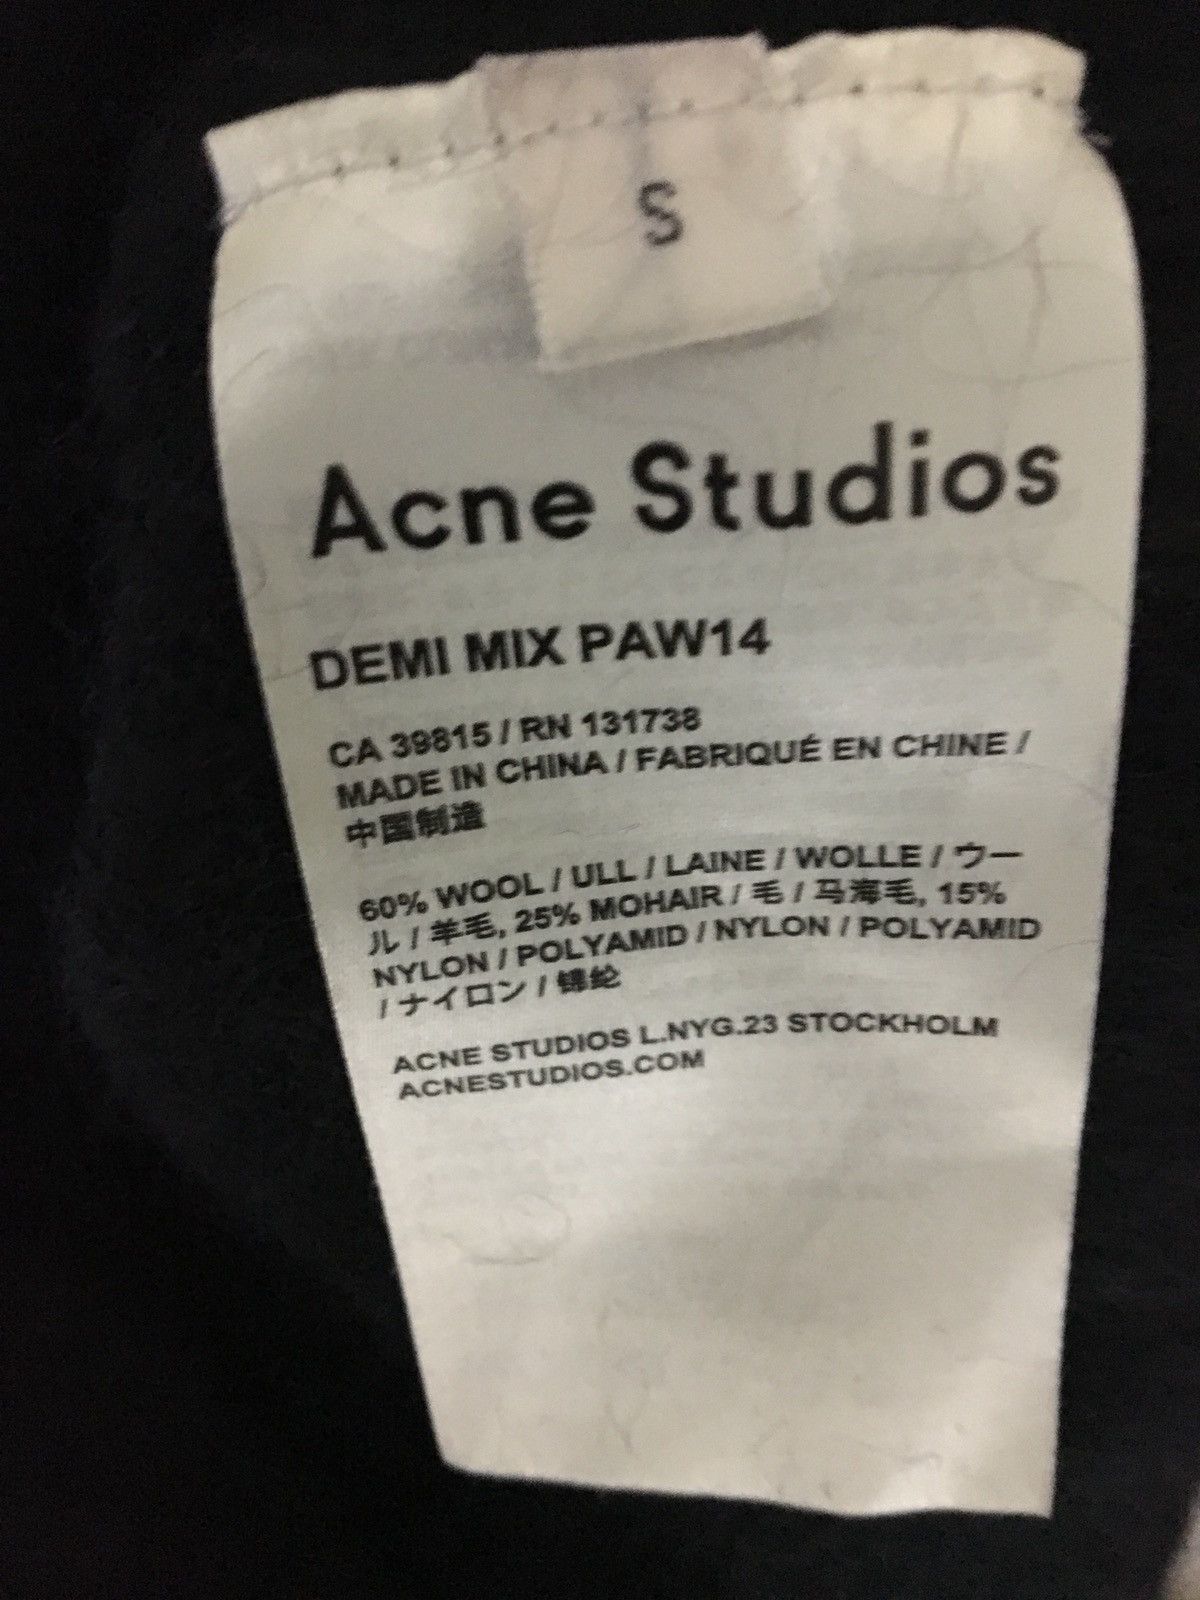 S
Acne Studios
DEMI MIX PAW14
CA 39815 / RN 131738
MADE IN CHINA / FABRIQUÉ EN CHINE /
中国制造
60% WOOL / ULL / LAINE / WOLLE / ウー
ル / 羊毛, 25% MOHAIR / 毛 / 马海毛, 15%
NYLON / POLYAMID / NYLON / POLYAMID
/ ナイロン / 锦纶
ACNE STUDIOS L.NYG.23 STOCKHOLM
ACNESTUDIOS.COM